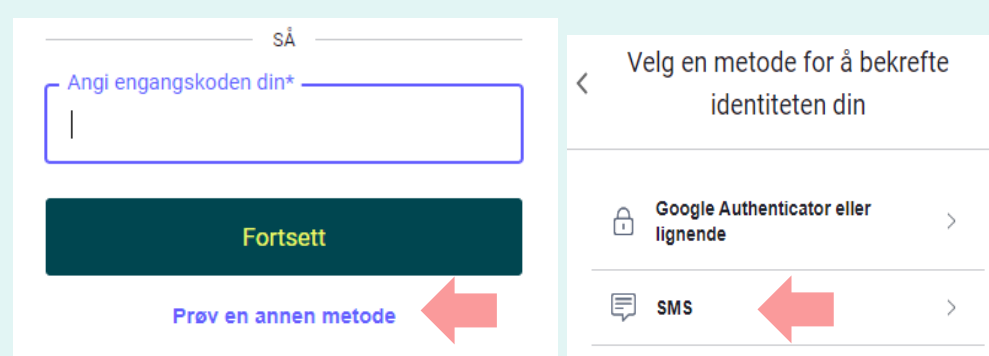 SÅ
Angi engangskoden din*
Fortsett
Prøv en annen metode
Velg en metode for å bekrefte
identiteten din
Google Authenticator eller
lignende
SMS